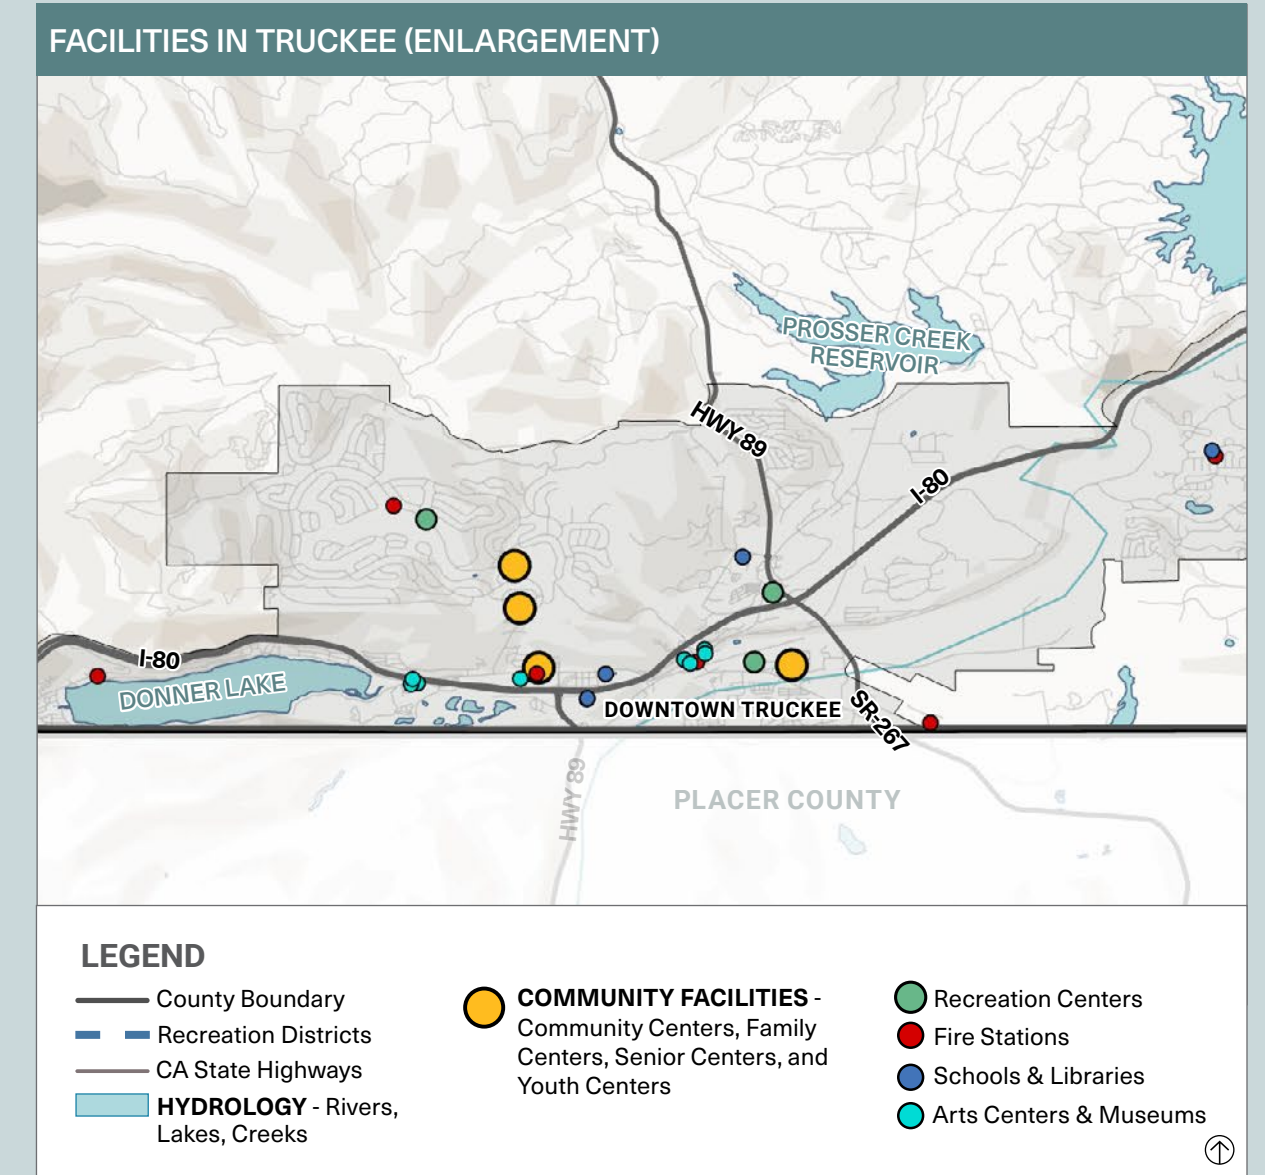 FACILITIES IN TRUCKEE (ENLARGEMENT)
PROSSER CREEK
RESERVOIR
HWY 89
I-80
I-80
DONNER LAKE
DOWNTOWN TRUCKEE
SR-267
HWY 89
PLACER COUNTY
LEGEND
County Boundary
Recreation Districts
CA State Highways
HYDROLOGY - Rivers,
Lakes, Creeks
COMMUNITY FACILITIES -
Community Centers, Family
Centers, Senior Centers, and
Youth Centers
Recreation Centers
Fire Stations
Schools & Libraries
Arts Centers & Museums